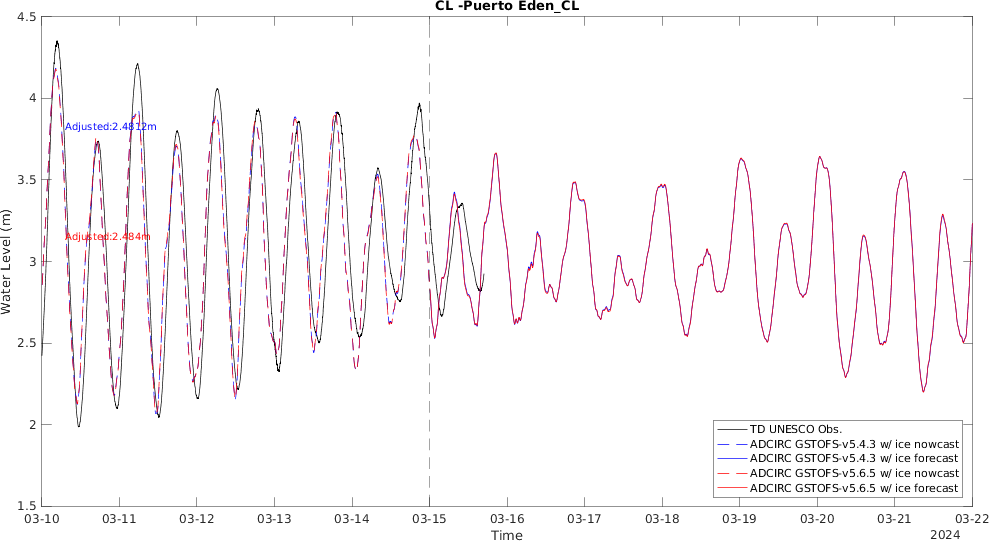 CL -Puerto Eden_CL
4.5
4
3.5
3
2.5
2
1.5
Water Level (m)
Adjusted:2.4812m
Adjusted:2.484m
TD UNESCO Obs.
ADCIRC GSTOFS-v5.4.3 w/ ice nowcast
ADCIRC GSTOFS-v5.4.3 w/ ice forecast
ADCIRC GSTOFS-v5.6.5 w/ ice nowcast
ADCIRC GSTOFS-v5.6.5 w/ ice forecast
03-10 03-11 03-12 03-13 03-14 03-15 03-16 03-17 03-18 03-19 03-20 03-21 03-22
Time
2024